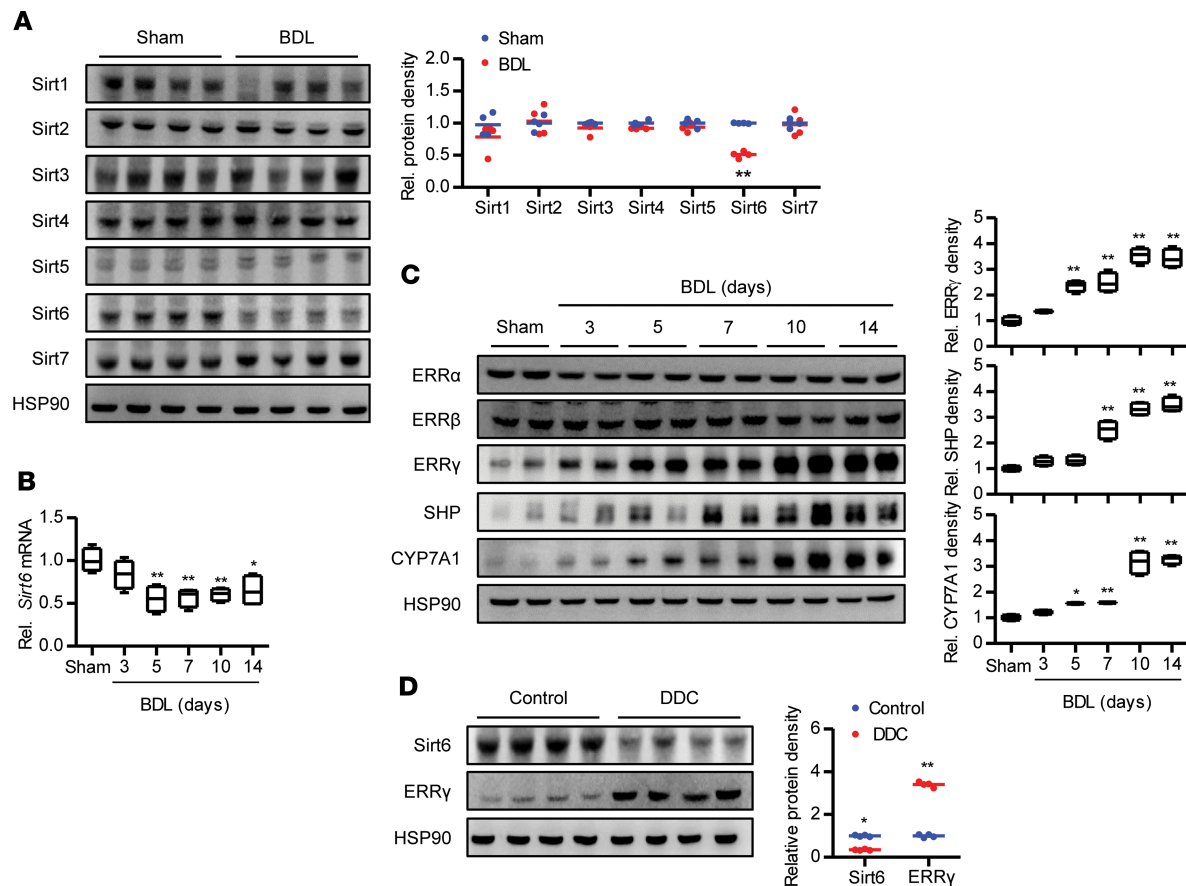 A
Sham BDL
Sirt1
Sirt2
Sirt3
Sirt4
Sirt5
Sirt6
Sirt7
HSP90
Sham
BDL
Rel. protein density
2.0
1.5
1.0
0.5
0.0
**
Sirt1 Sirt2 Sirt3 Sirt4 Sirt5 Sirt6 Sirt7
B
Rel. Sirt6 mRNA
1.5
1.0
0.5
0.0
** ** ** *
Sham 3 5 7 10 14
BDL (days)
C
BDL (days)
Sham 3 5 7 10 14
ERRα
ERRβ
ERRγ
SHP
CYP7A1
HSP90
Rel. ERRγ density
5
4
3
2
1
0
** ** ** **
Rel. SHP density
5
4
3
2
1
0
** ** **
Rel. CYP7A1 density
5
4
3
2
1
0
* ** ** **
Sham 3 5 7 10 14
BDL (days)
D
Control DDC
Sirt6
ERRγ
HSP90
Control
DDC
Relative protein density
6
4
2
0
* **
Sirt6 ERRγ